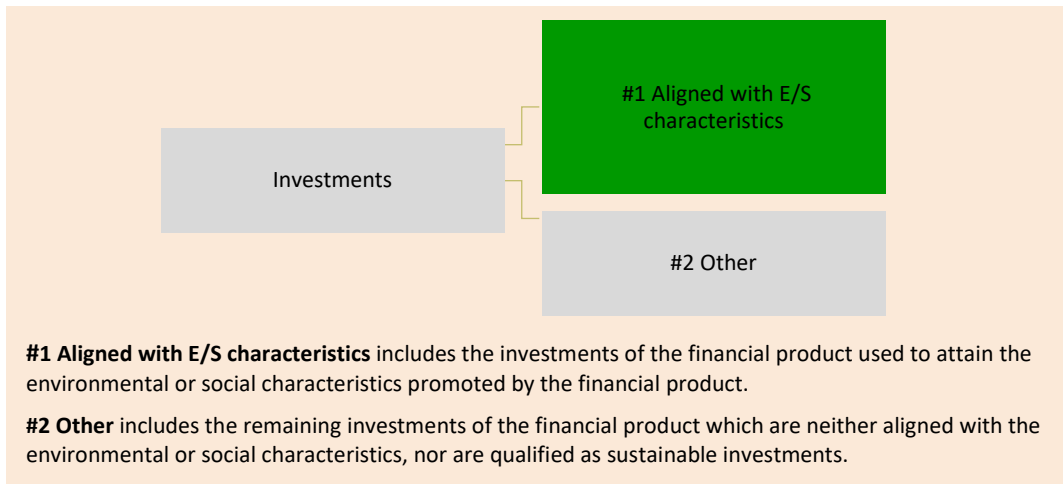 #1 Aligned with E/S
characteristics
Investments
#2 Other
#1 Aligned with E/S characteristics includes the investments of the financial product used to attain the
environmental or social characteristics promoted by the financial product.
#2 Other includes the remaining investments of the financial product which are neither aligned with the
environmental or social characteristics, nor are qualified as sustainable investments.